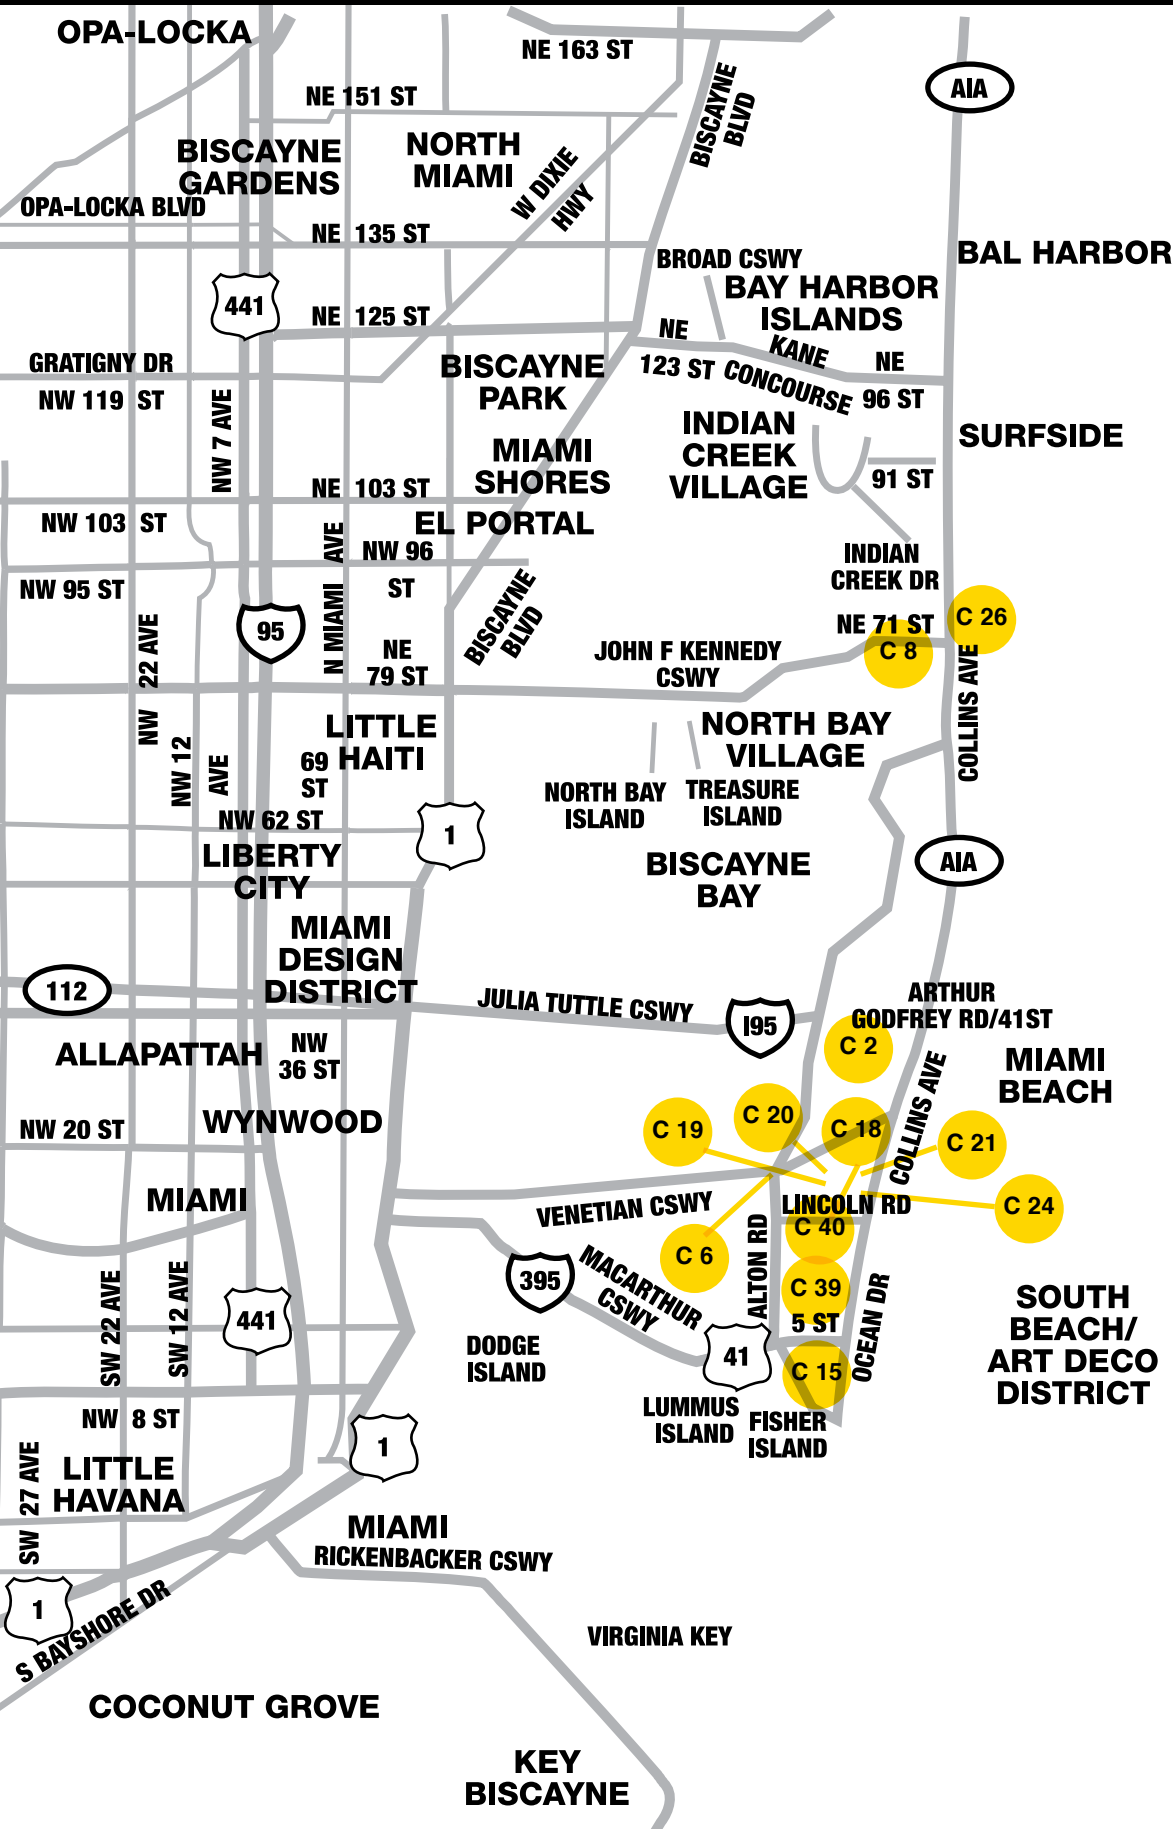 OPA-LOCKA
NE 163 ST
BISCAYNE
BLVD
AIA
NE 151 ST
BISCAYNE
GARDENS
NORTH
MIAMI
W DIXIE
HWY
OPA-LOCKA BLVD
NE 135 ST
BROAD CSWY
BAL HARBOR
BAY HARBOR
ISLANDS
441
NE 125 ST
NE
123 ST
KANE
CONCOURSE
NE
96 ST
GRATIGNY DR
NW 119 ST
BISCAYNE
PARK
NW 7 AVE
INDIAN
CREEK
VILLAGE
SURFSIDE
MIAMI
SHORES
91 ST
NE 103 ST
NW 103 ST
EL PORTAL
N MIAMI AVE
NW 96
ST
INDIAN
CREEK DR
NW 95 ST
BISCAYNE
BLVD
95
NW 22 AVE
NE 71 ST
C 26
C 8
JOHN F KENNEDY
CSWY
NE
79 ST
COLLINS AVE
NORTH BAY
VILLAGE
LITTLE
HAITI
69
ST
NW 12 AVE
NORTH BAY
ISLAND
TREASURE
ISLAND
NW 62 ST
1
LIBERTY
CITY
BISCAYNE
BAY
AIA
MIAMI
DESIGN
DISTRICT
112
JULIA TUTTLE CSWY
I95
ARTHUR
GODFREY RD/41ST
C 2
ALLAPATTAH
NW
36 ST
MIAMI
BEACH
COLLINS AVE
WYNWOOD
NW 20 ST
C 19
C 20
C 18
C 21
MIAMI
VENETIAN CSWY
LINCOLN RD
C 24
C 40
C 6
ALTON RD
MACARTHUR
CSWY
395
C 39
5 ST
OCEAN DR
SOUTH
BEACH/
ART DECO
DISTRICT
SW 22 AVE
SW 12 AVE
441
DODGE
ISLAND
41
C 15
LUMMUS
ISLAND
FISHER
ISLAND
NW 8 ST
1
SW 27 AVE
LITTLE
HAVANA
MIAMI
RICKENBACKER CSWY
1
S BAYSHORE DR
VIRGINIA KEY
COCONUT GROVE
KEY
BISCAYNE